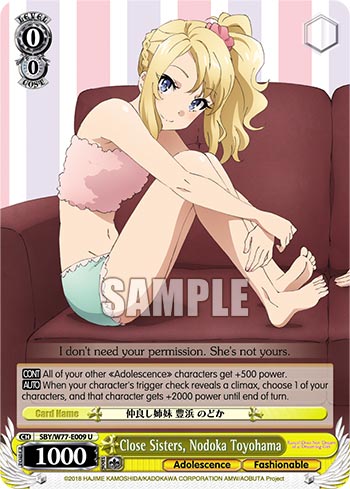 LEVEL
0
0
COST
SAMPLE
I don't need your permission. She's not yours.
CONT All of your other «Adolescence» characters get +500 power.
AUTO When your character's trigger check reveals a climax, choose 1 of your
characters, and that character gets +2000 power until end of turn.
Card Name 仲良し姉妹 豊浜 のどか
CH SBY/W77-E009 U
1000
Close Sisters, Nodoka Toyohama
Adolescence
Fashionable
©2018 HAJIME KAMOSHIDA/KADOKAWA CORPORATION AMW/AOBUTA Project